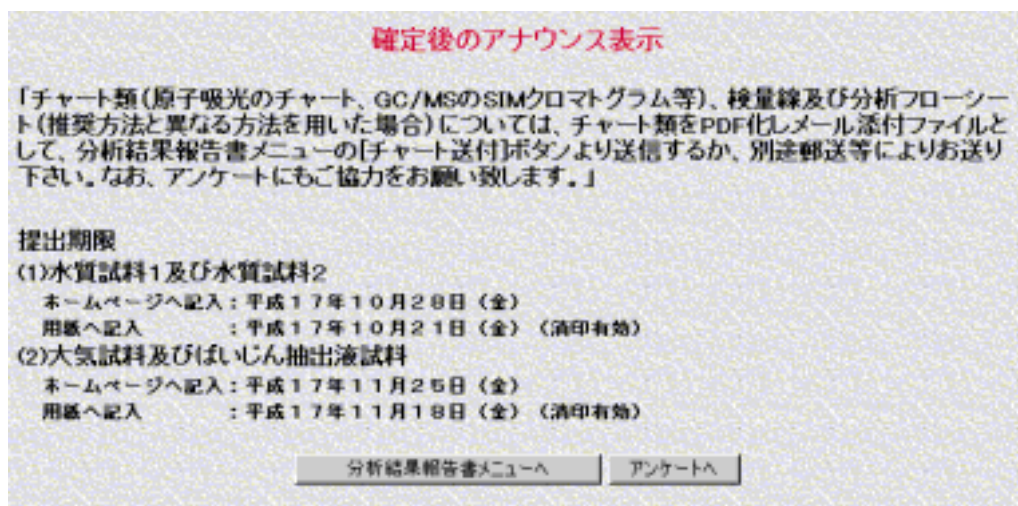 確定後のアナウンス表示
「チャート類(原子吸光のチャート、GC/MSのSIMクロマトグラム等)、検量線及び分析フローシー
ト(推奨方法と異なる方法を用いた場合)については、チャート類をPDF化しメール添付ファイルと
して、分析結果報告書メニューの[チャート送付]ボタンより送信するか、別途郵送等によりお送り
下さい。なお、アンケートにもご協力をお願い致します。」
提出期限
(1)水質試料1及び水質試料2
ホームページへ記入:平成17年10月28日(金)
用紙へ記入 :平成17年10月21日(金)(消印有効)
(2)大気試料及びばいじん抽出液試料
ホームページへ記入:平成17年11月25日(金)
用紙へ記入 :平成17年11月18日(金)(消印有効)
分析結果報告書メニューへ アンケートへ